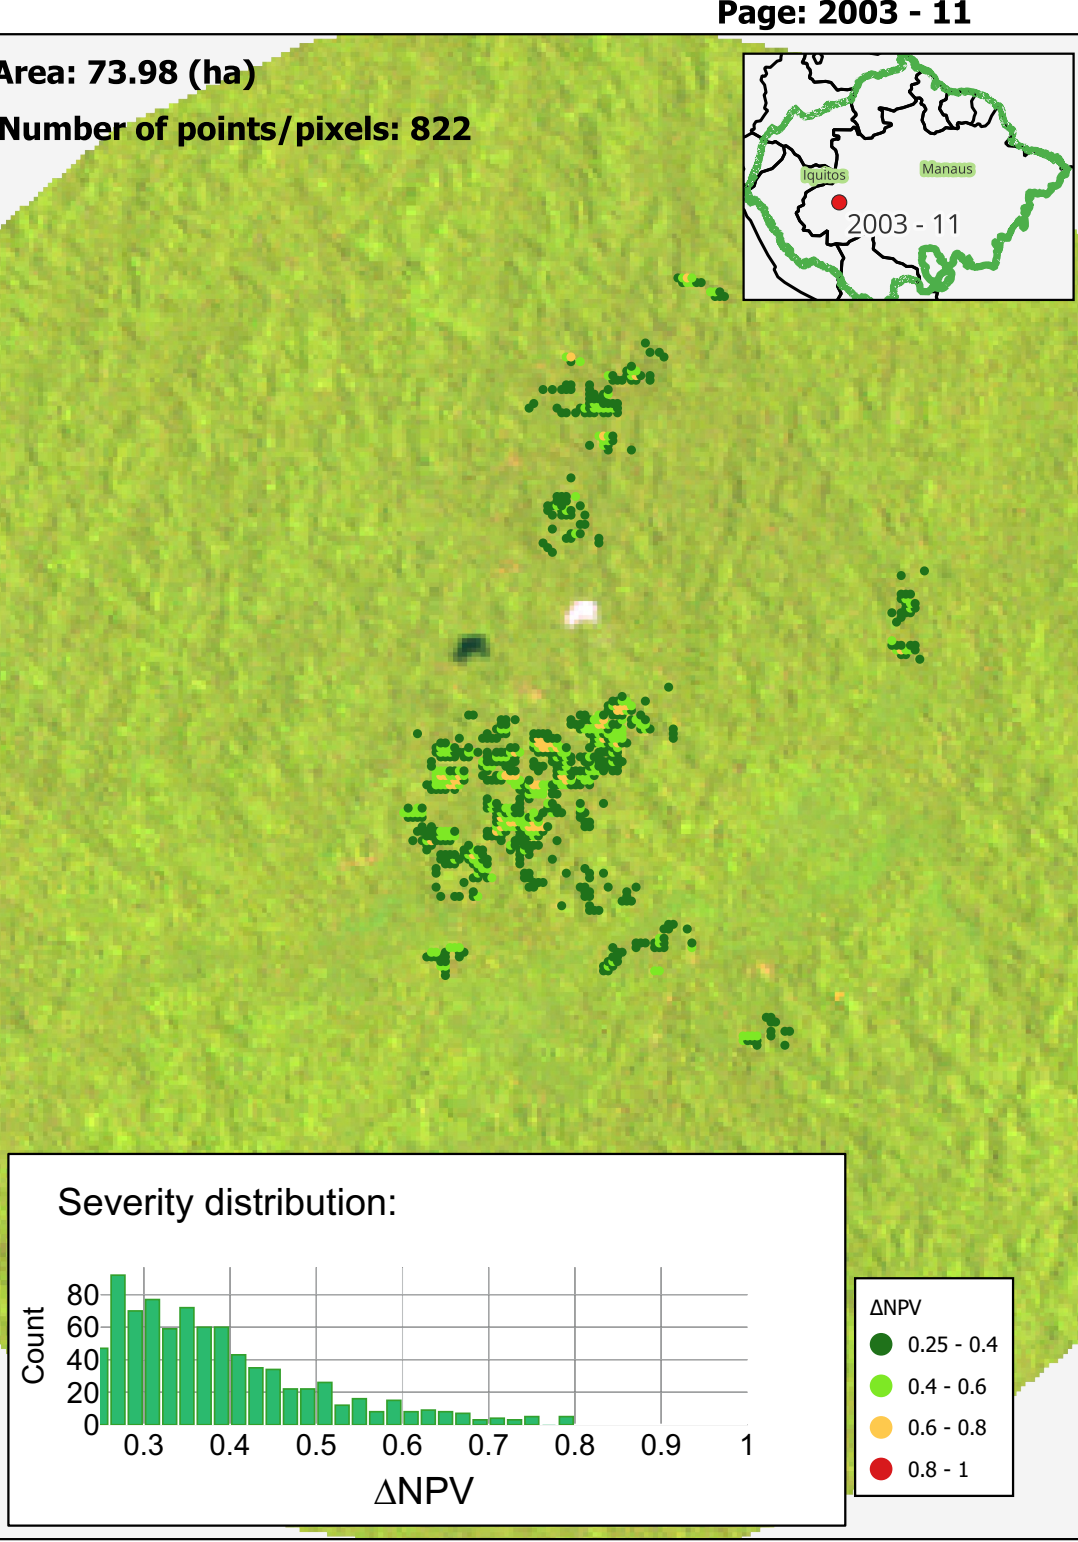 Page: 2003 - 11
Area: 73.98 (ha)
Number of points/pixels: 822
Iquitos
Manaus
2003 - 11
Severity distribution:
Count
80
60
40
20
0
0.3 0.4 0.5 0.6 0.7 0.8 0.9 1
ΔNPV
ΔNPV
0.25 - 0.4
0.4 - 0.6
0.6 - 0.8
0.8 - 1